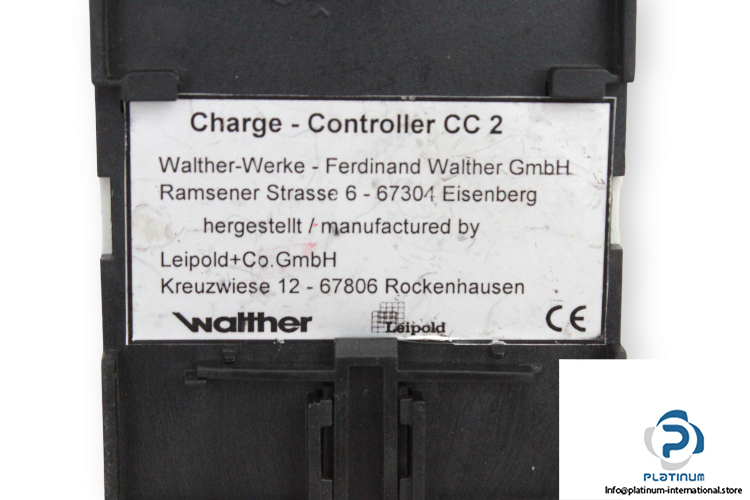 Charge - Controller CC 2
Walther-Werke - Ferdinand Walther GmbH
Ramsener Strasse 6 - 67304 Eisenberg
hergestellt / manufactured by
Leipold+Co.GmbH
Kreuzwiese 12 - 67806 Rockenhausen
walther Leipold CE
PLATINUM
Info@platinum-international.store